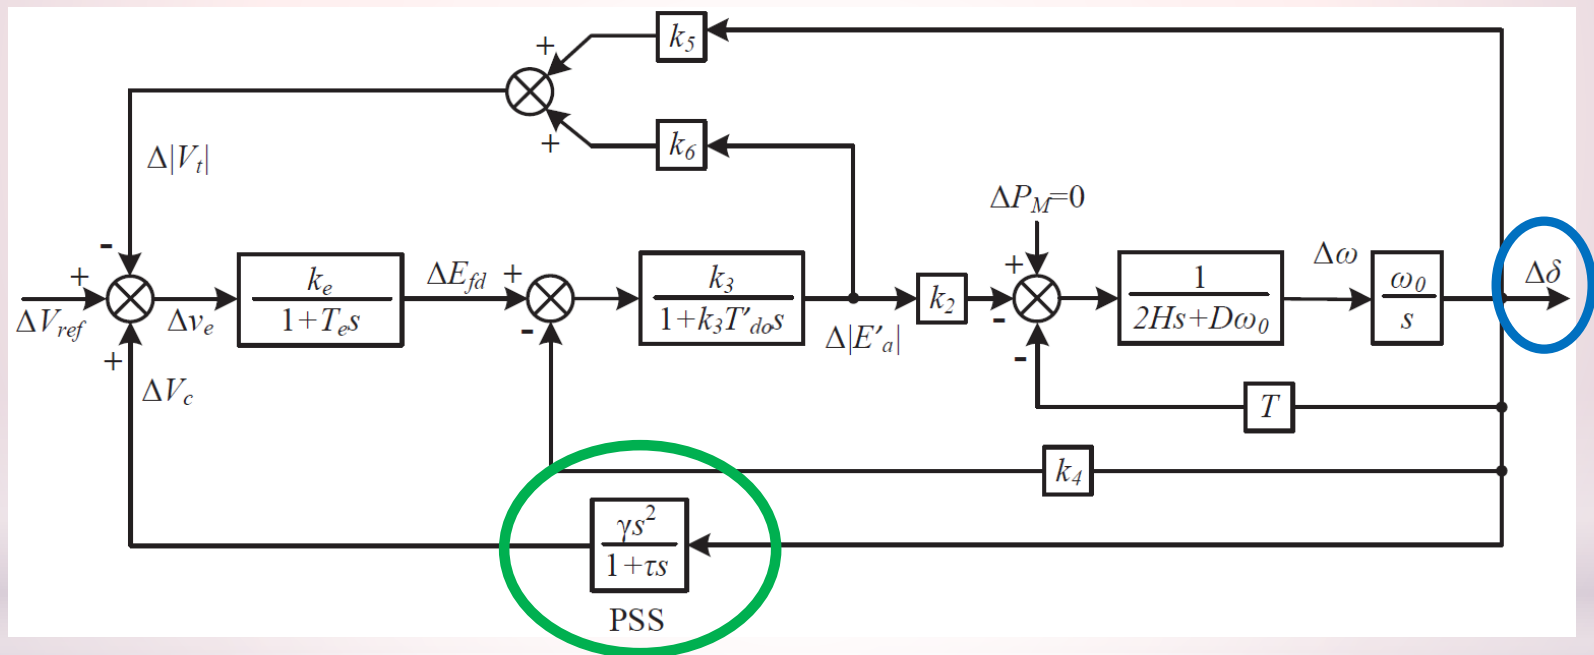 +
k5
+
k6
Δ|Vt|
ΔPM=0
-
+
ΔVref
Δve
ke
1+Tes
ΔEfd
+
-
k3
1+k3T'dos
Δ|E'a|
k2
+
-
-
1
2Hs+Dω0
Δω
ω0
s
Δδ
+
ΔVc
T
k4
γs²
1+τs
PSS